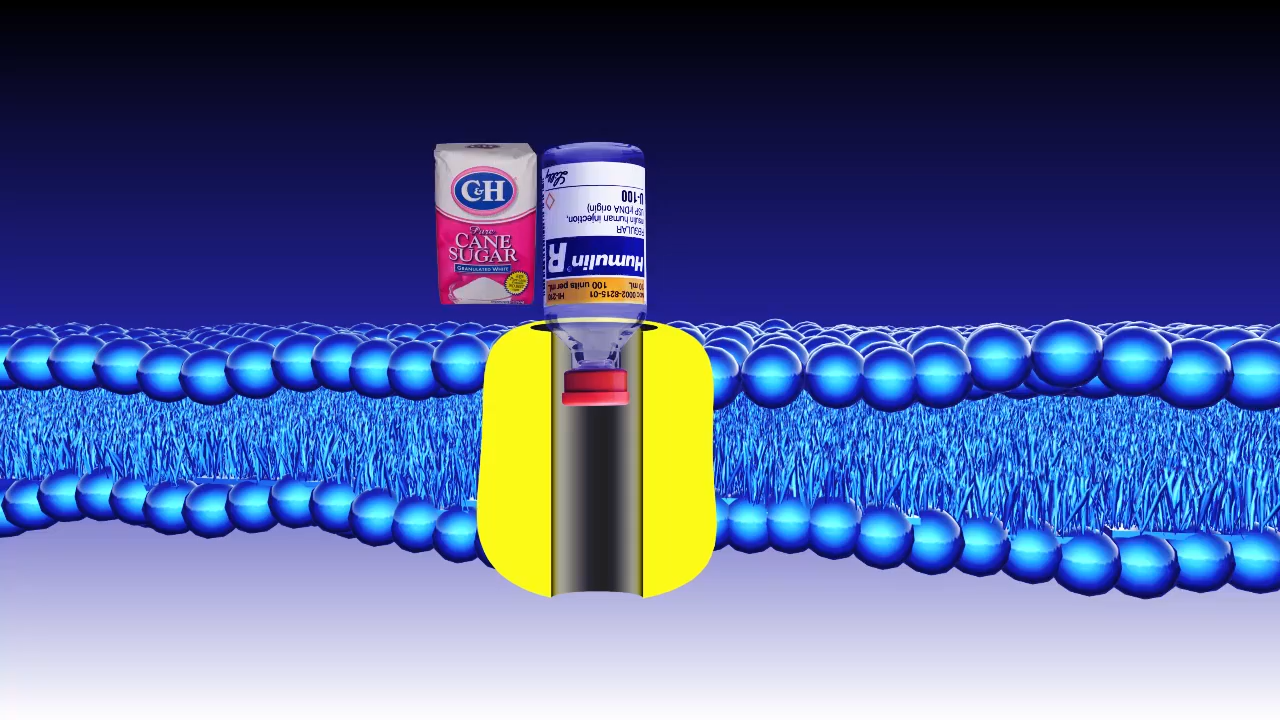 C&H
Pure
CANE
SUGAR
GRANULATED WHITE
NDC 0002-8215-01
10 mL
HI-210
100 units per mL
Humulin® R
REGULAR
insulin human injection,
USP (rDNA origin)
U-100
Lilly